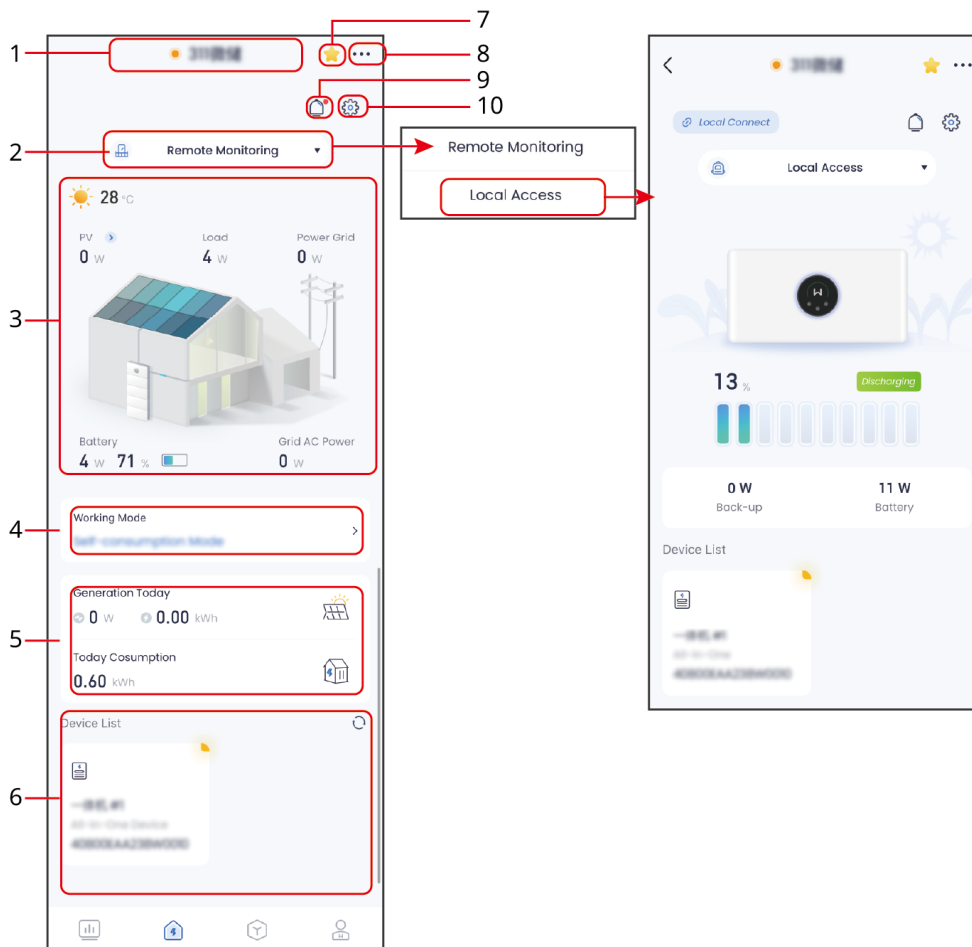 7
1
8
9
10
2
Remote Monitoring
Remote Monitoring
Local Access
28 °C
PV
Load
Power Grid
0 W
4 W
0 W
3
Battery
Grid AC Power
4 W 71 %
0 W
4
Working Mode
Self-consumption Mode
Generation Today
0 W 0.00 kWh
5
Today Cosumption
0.60 kWh
Device List
6
Local Connect
Local Access
13 %
Discharging
0 W
11 W
Back-up
Battery
Device List